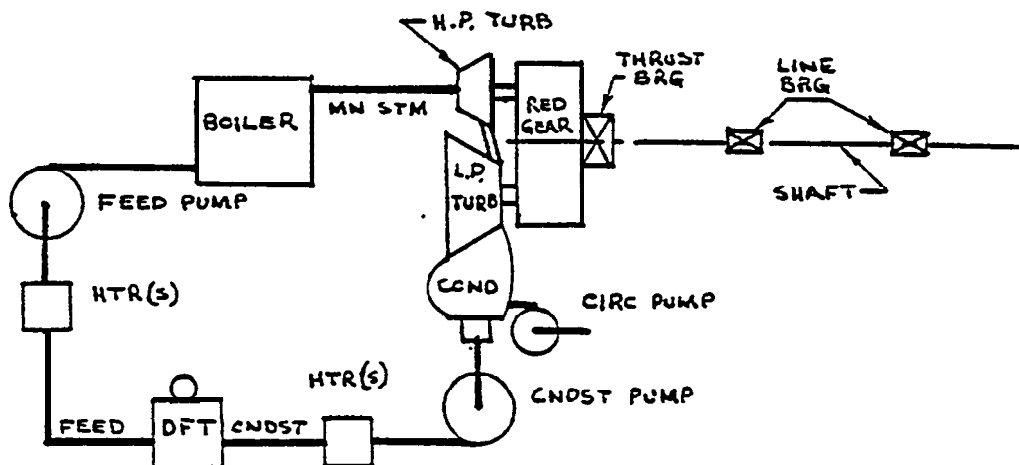 H.P. TURB
THRUST
BRG
LINE
BRG
BOILER
MN STM
RED
GEAR
L.P.
TURB
SHAFT
FEED PUMP
HTR(S)
COND
CIRC PUMP
HTR(S)
CNDST PUMP
FEED
DFT
CNDST